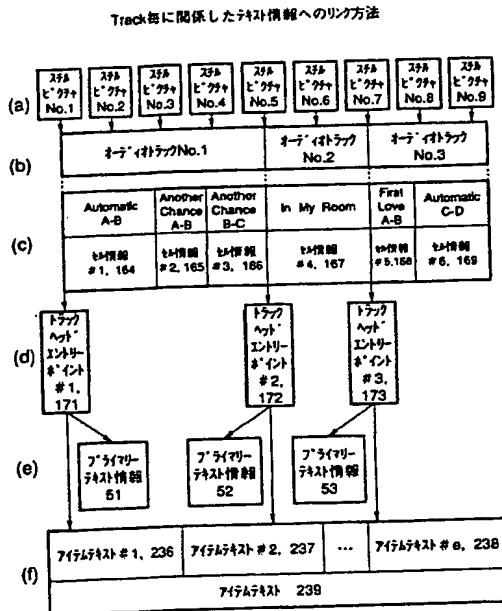 Track毎に関係したテキスト情報へのリンク方法
スチル
ピクチャ
No.1
スチル
ピクチャ
No.2
スチル
ピクチャ
No.3
スチル
ピクチャ
No.4
スチル
ピクチャ
No.5
スチル
ピクチャ
No.6
スチル
ピクチャ
No.7
スチル
ピクチャ
No.8
スチル
ピクチャ
No.9
(a)
(b)
オーディオトラックNo.1
オーディオトラック
No.2
オーディオトラック
No.3
(c)
Automatic
A-B
Another
Chance
A-B
Another
Chance
B-C
In My Room
First
Love
A-B
Automatic
C-D
セル情報
#1, 164
セル情報
#2, 165
セル情報
#3, 166
セル情報
#4, 167
セル情報
#5,168
セル情報
#6, 169
(d)
トラック
ヘッド
エントリー
ポイント
#1,
171
トラック
ヘッド
エントリー
ポイント
#2,
172
トラック
ヘッド
エントリー
ポイント
#3,
173
(e)
プライマリー
テキスト情報
51
プライマリー
テキスト情報
52
プライマリー
テキスト情報
53
(f)
アイテムテキスト#1, 236
アイテムテキスト#2, 237
…
アイテムテキスト#e, 238
アイテムテキスト 239